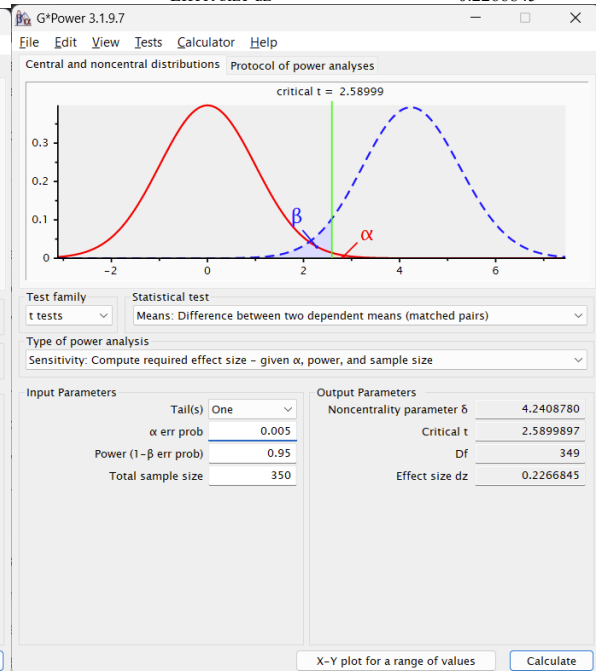 G*Power 3.1.9.7
File Edit View Tests Calculator Help
Central and noncentral distributions Protocol of power analyses
critical t = 2.58999
0.3
0.2
0.1
0
β
α
-2 0 2 4 6
Test family Statistical test
t tests Means: Difference between two dependent means (matched pairs)
Type of power analysis
Sensitivity: Compute required effect size – given α, power, and sample size
Input Parameters Output Parameters
Tail(s) One Noncentrality parameter δ 4.2408780
α err prob 0.005 Critical t 2.5899897
Power (1-β err prob) 0.95 Df 349
Total sample size 350 Effect size dz 0.2266845
X-Y plot for a range of values Calculate